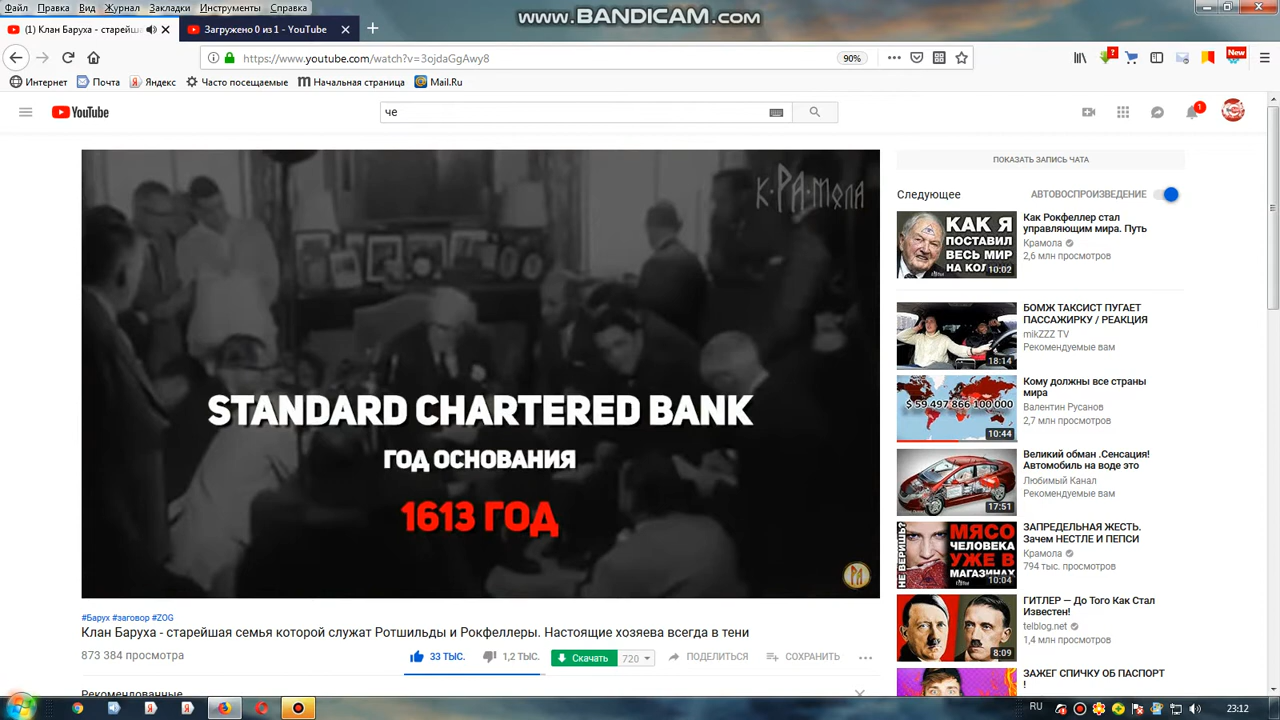 Файл Правка Вид Журнал Закладки Инструменты Справка
www.BANDICAM.com
(1) Клан Баруха - старейш
Загружено 0 из 1 - YouTube
https://www.youtube.com/watch?v=3ojdaGgAwy8
90%
New
Интернет Почта Яндекс Часто посещаемые Начальная страница Mail.Ru
YouTube
че
1
К·РА·МОЛА
STANDARD CHARTERED BANK
ГОД ОСНОВАНИЯ
1613 ГОД
#Барух #заговор #ZOG
Клан Баруха - старейшая семья которой служат Ротшильды и Рокфеллеры. Настоящие хозяева всегда в тени
873 384 просмотра
33 ТЫС.
1,2 ТЫС.
Скачать
720
ПОДЕЛИТЬСЯ
СОХРАНИТЬ
Рекомендованные
ПОКАЗАТЬ ЗАПИСЬ ЧАТА
Следующее
АВТОВОСПРОИЗВЕДЕНИЕ
КАК Я
ПОСТАВИЛ
ВЕСЬ МИР
НА КОЛ
10:02
Как Рокфеллер стал
управляющим мира. Путь
Крамола
2,6 млн просмотров
18:14
БОМЖ ТАКСИСТ ПУГАЕТ
ПАССАЖИРКУ / РЕАКЦИЯ
mikZZZ TV
Рекомендуемые вам
$ 59 497 866 100 000
10:44
Кому должны все страны
мира
Валентин Русанов
2,7 млн просмотров
17:51
Великий обман .Сенсация!
Автомобиль на воде это
Любимый Канал
Рекомендуемые вам
НЕ ВЕРИШЬ?
МЯСО
ЧЕЛОВЕКА
УЖЕ В
МАГАЗИНАХ
10:04
ЗАПРЕДЕЛЬНАЯ ЖЕСТЬ.
Зачем НЕСТЛЕ И ПЕПСИ
Крамола
794 тыс. просмотров
8:09
ГИТЛЕР — До Того Как Стал
Известен!
telblog.net
1,4 млн просмотров
ЗАЖЕГ СПИЧКУ ОБ ПАСПОРТ
!
RU
23:12